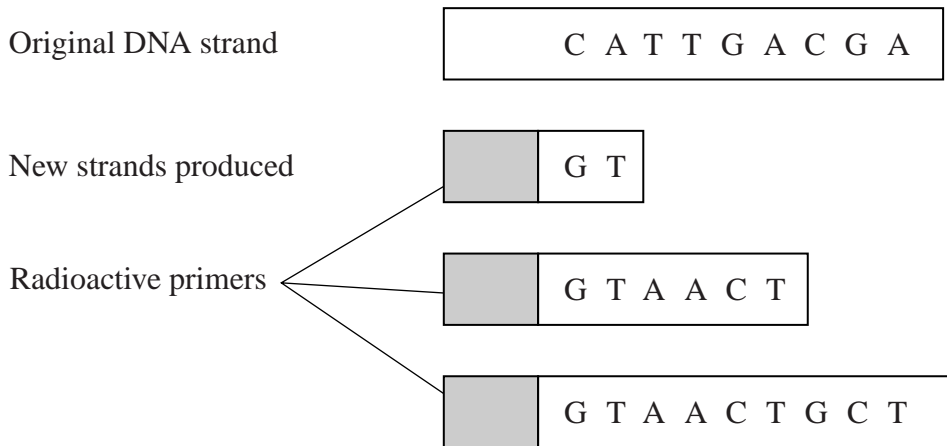 Original DNA strand C A T T G A C G A
New strands produced G T
Radioactive primers G T A A C T
G T A A C T G C T